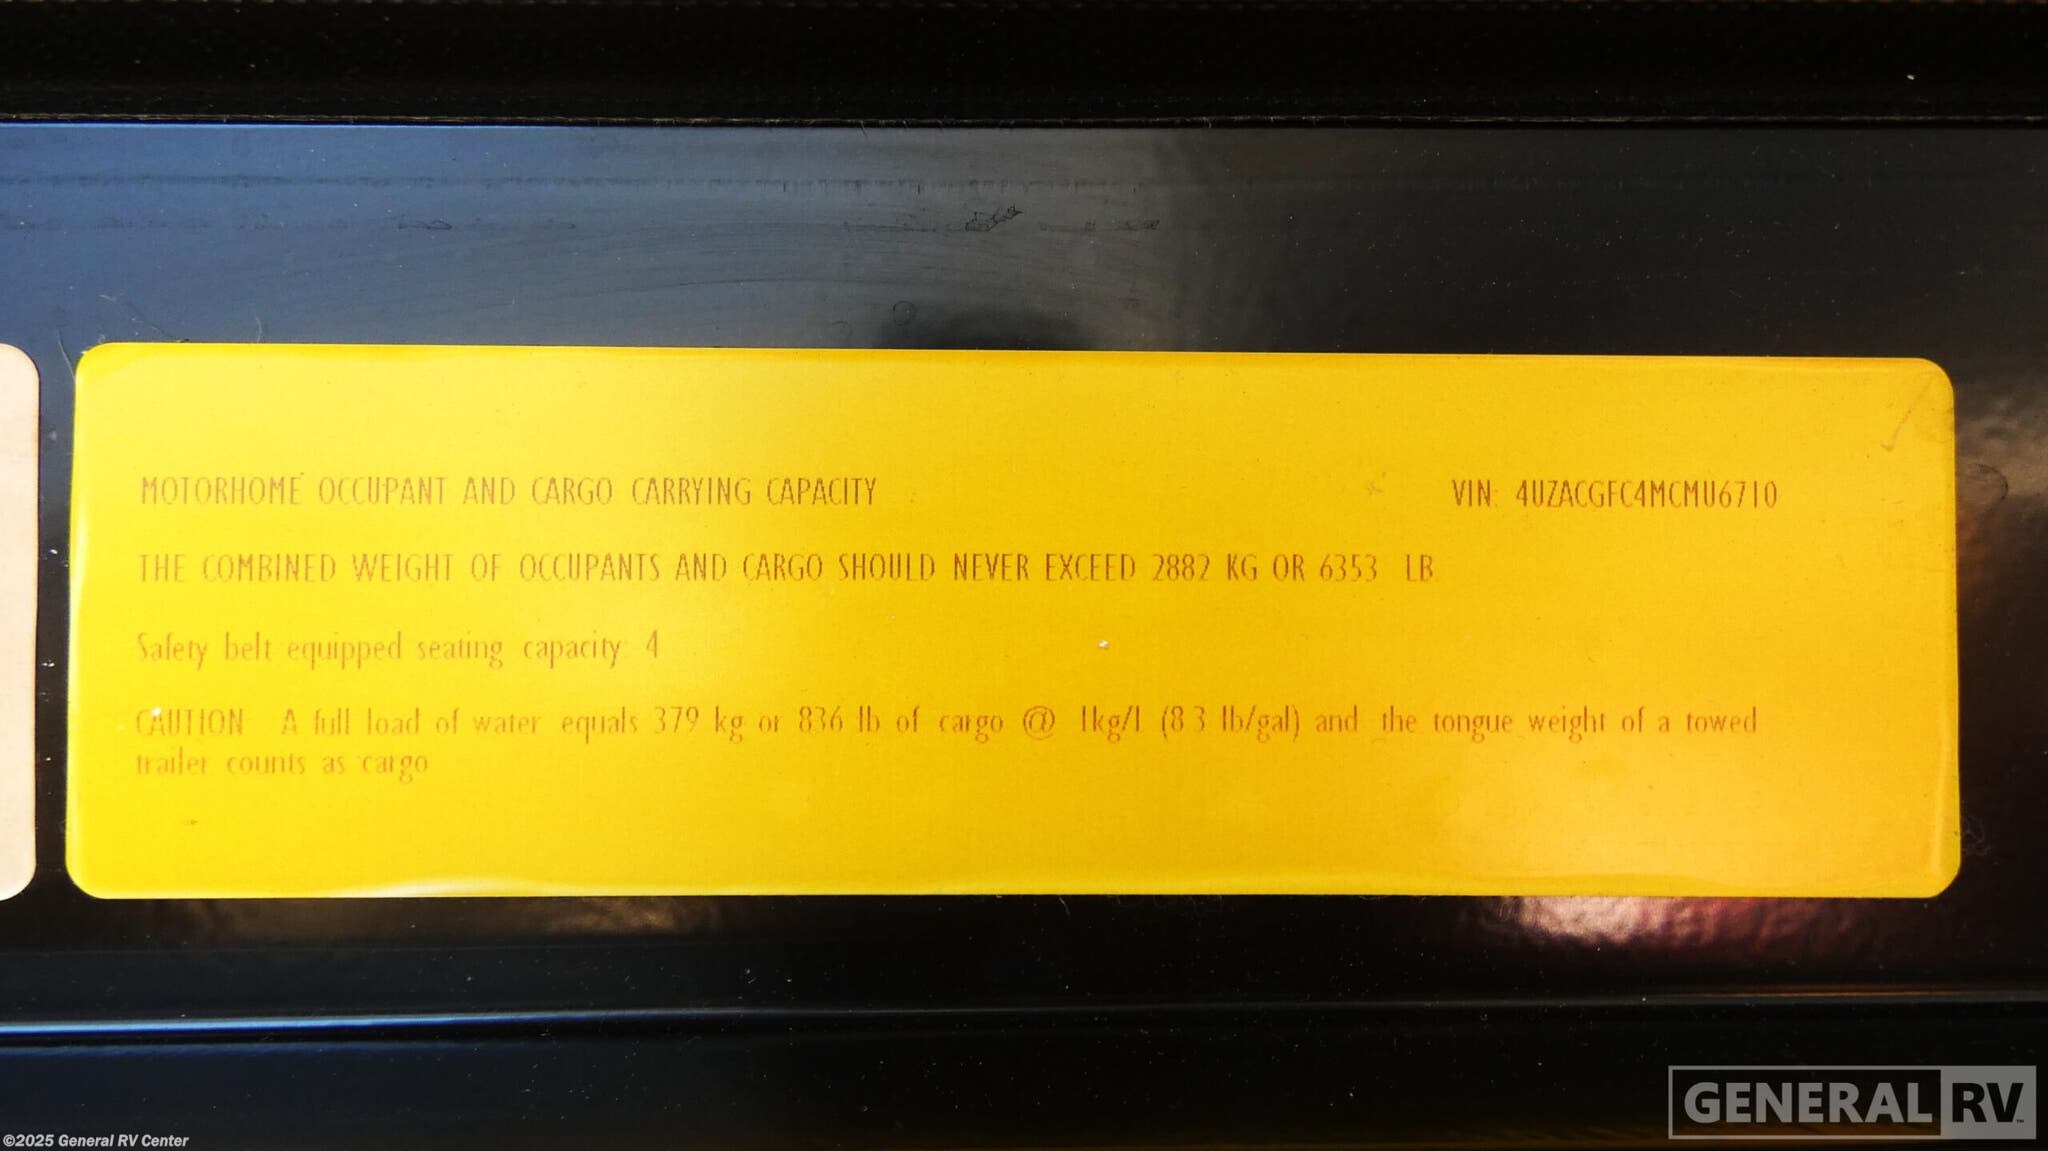 MOTORHOME OCCUPANT AND CARGO CARRYING CAPACITY VIN: 4UZACGFC4MCMU6710
THE COMBINED WEIGHT OF OCCUPANTS AND CARGO SHOULD NEVER EXCEED 2882 KG OR 6353 LB
Safety belt equipped seating capacity: 4
CAUTION: A full load of water equals 379 kg or 836 lb of cargo @ 1kg/l (8.3 lb/gal) and the tongue weight of a towed
trailer counts as cargo
GENERAL RV
©2025 General RV Center